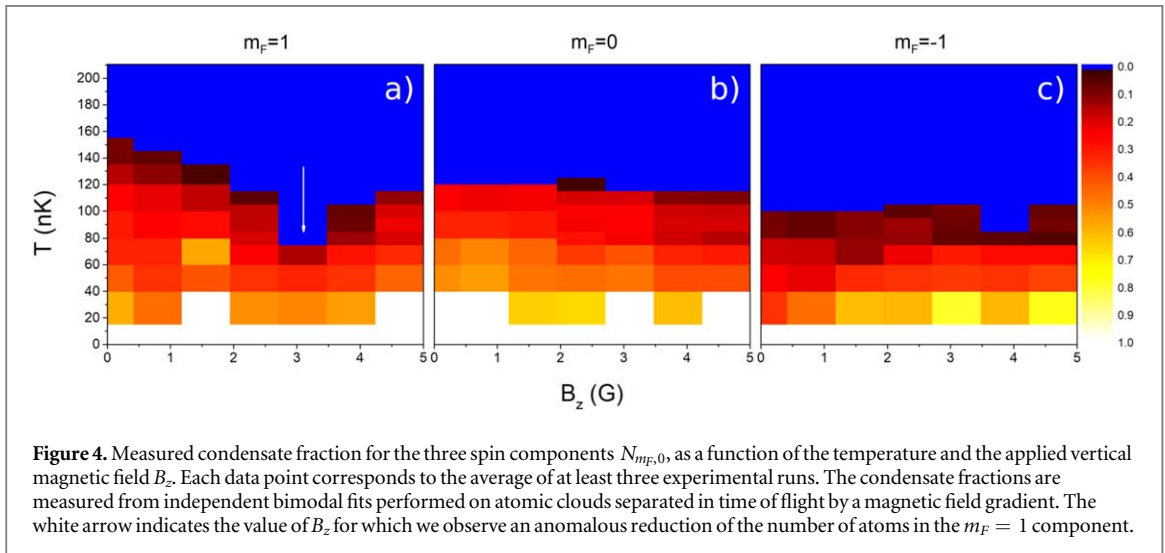 m_F=1 m_F=0 m_F=-1
a) b) c)
T (nK)
200
180
160
140
120
100
80
60
40
20
0
0 1 2 3 4 5 0 1 2 3 4 5 0 1 2 3 4 5
B_z (G)
0.0
0.1
0.2
0.3
0.4
0.5
0.6
0.7
0.8
0.9
1.0
Figure 4. Measured condensate fraction for the three spin components N_{m_F,0}, as a function of the temperature and the applied vertical
magnetic field B_z. Each data point corresponds to the average of at least three experimental runs. The condensate fractions are
measured from independent bimodal fits performed on atomic clouds separated in time of flight by a magnetic field gradient. The
white arrow indicates the value of B_z for which we observe an anomalous reduction of the number of atoms in the m_F = 1 component.